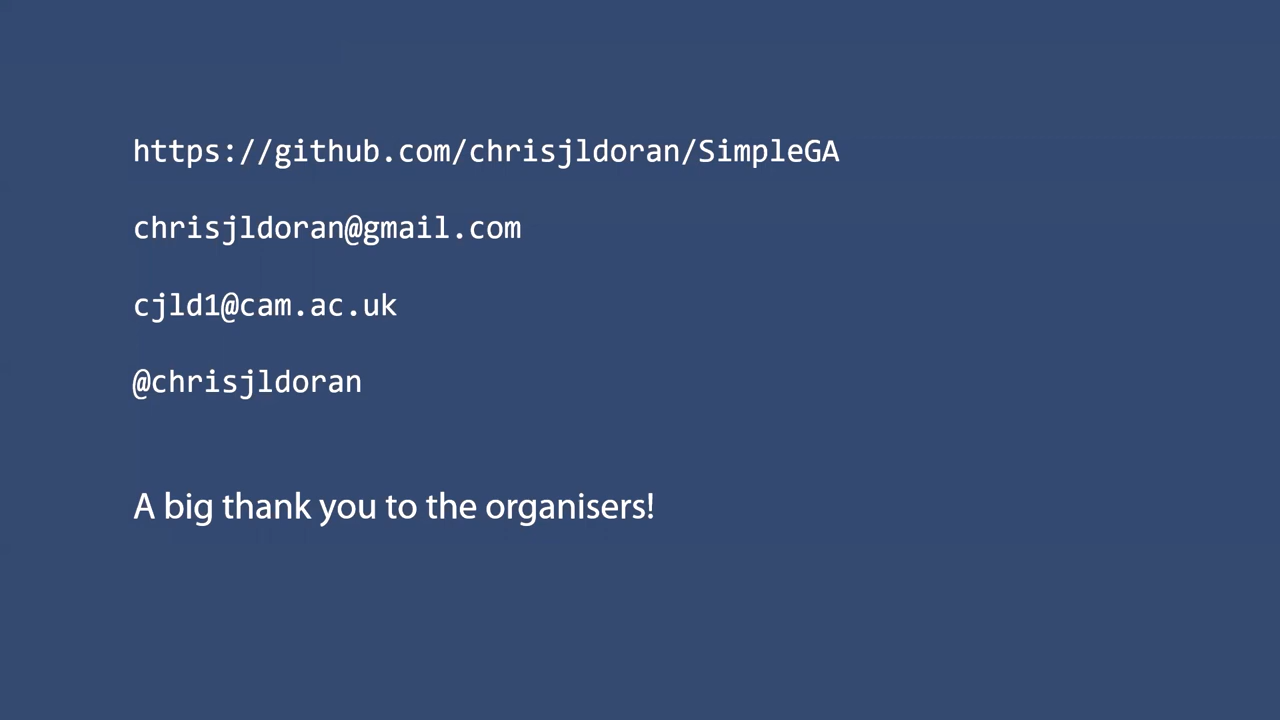 https://github.com/chrisjldoran/SimpleGA
chrisjldoran@gmail.com
cjld1@cam.ac.uk
@chrisjldoran
A big thank you to the organisers!